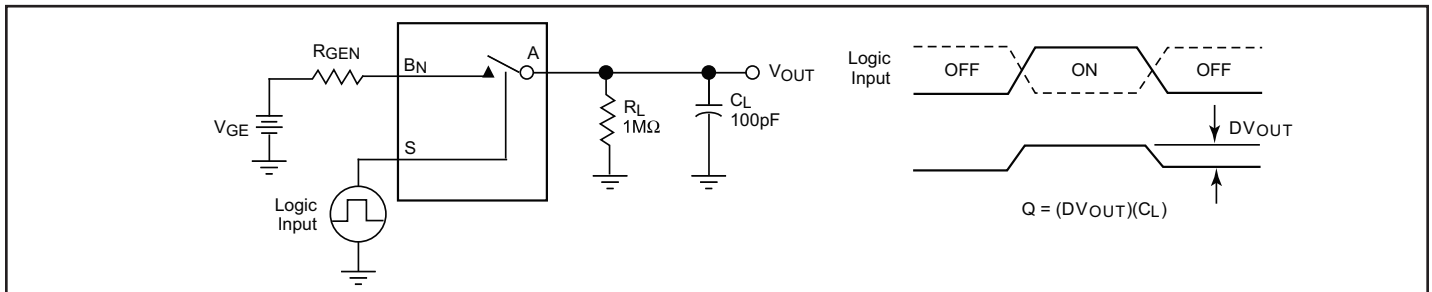 RGEN
BN
A
VOUT
VGE
RL
1MΩ
CL
100pF
S
Logic
Input
Logic
Input
OFF
ON
OFF
DVOUT
Q = (DVOUT)(CL)